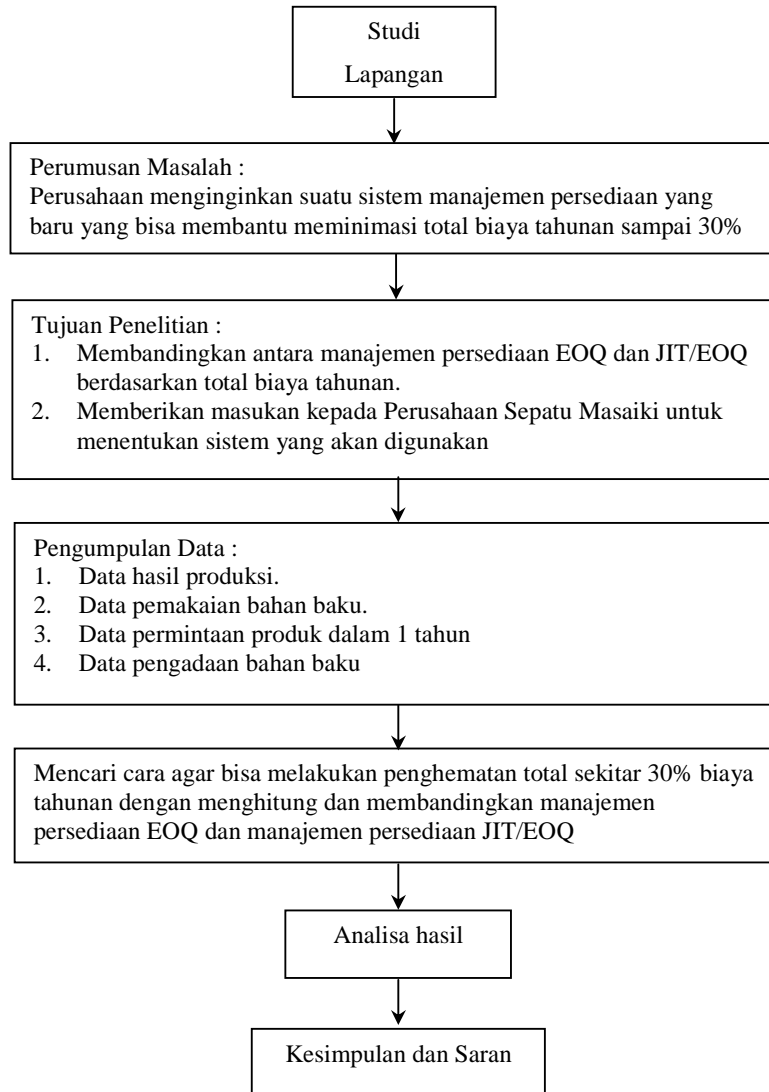 Studi
Lapangan
Perumusan Masalah :
Perusahaan menginginkan suatu sistem manajemen persediaan yang
baru yang bisa membantu meminimasi total biaya tahunan sampai 30%
Tujuan Penelitian :
1. Membandingkan antara manajemen persediaan EOQ dan JIT/EOQ
berdasarkan total biaya tahunan.
2. Memberikan masukan kepada Perusahaan Sepatu Masaiki untuk
menentukan sistem yang akan digunakan
Pengumpulan Data :
1. Data hasil produksi.
2. Data pemakaian bahan baku.
3. Data permintaan produk dalam 1 tahun
4. Data pengadaan bahan baku
Mencari cara agar bisa melakukan penghematan total sekitar 30% biaya
tahunan dengan menghitung dan membandingkan manajemen
persediaan EOQ dan manajemen persediaan JIT/EOQ
Analisa hasil
Kesimpulan dan Saran